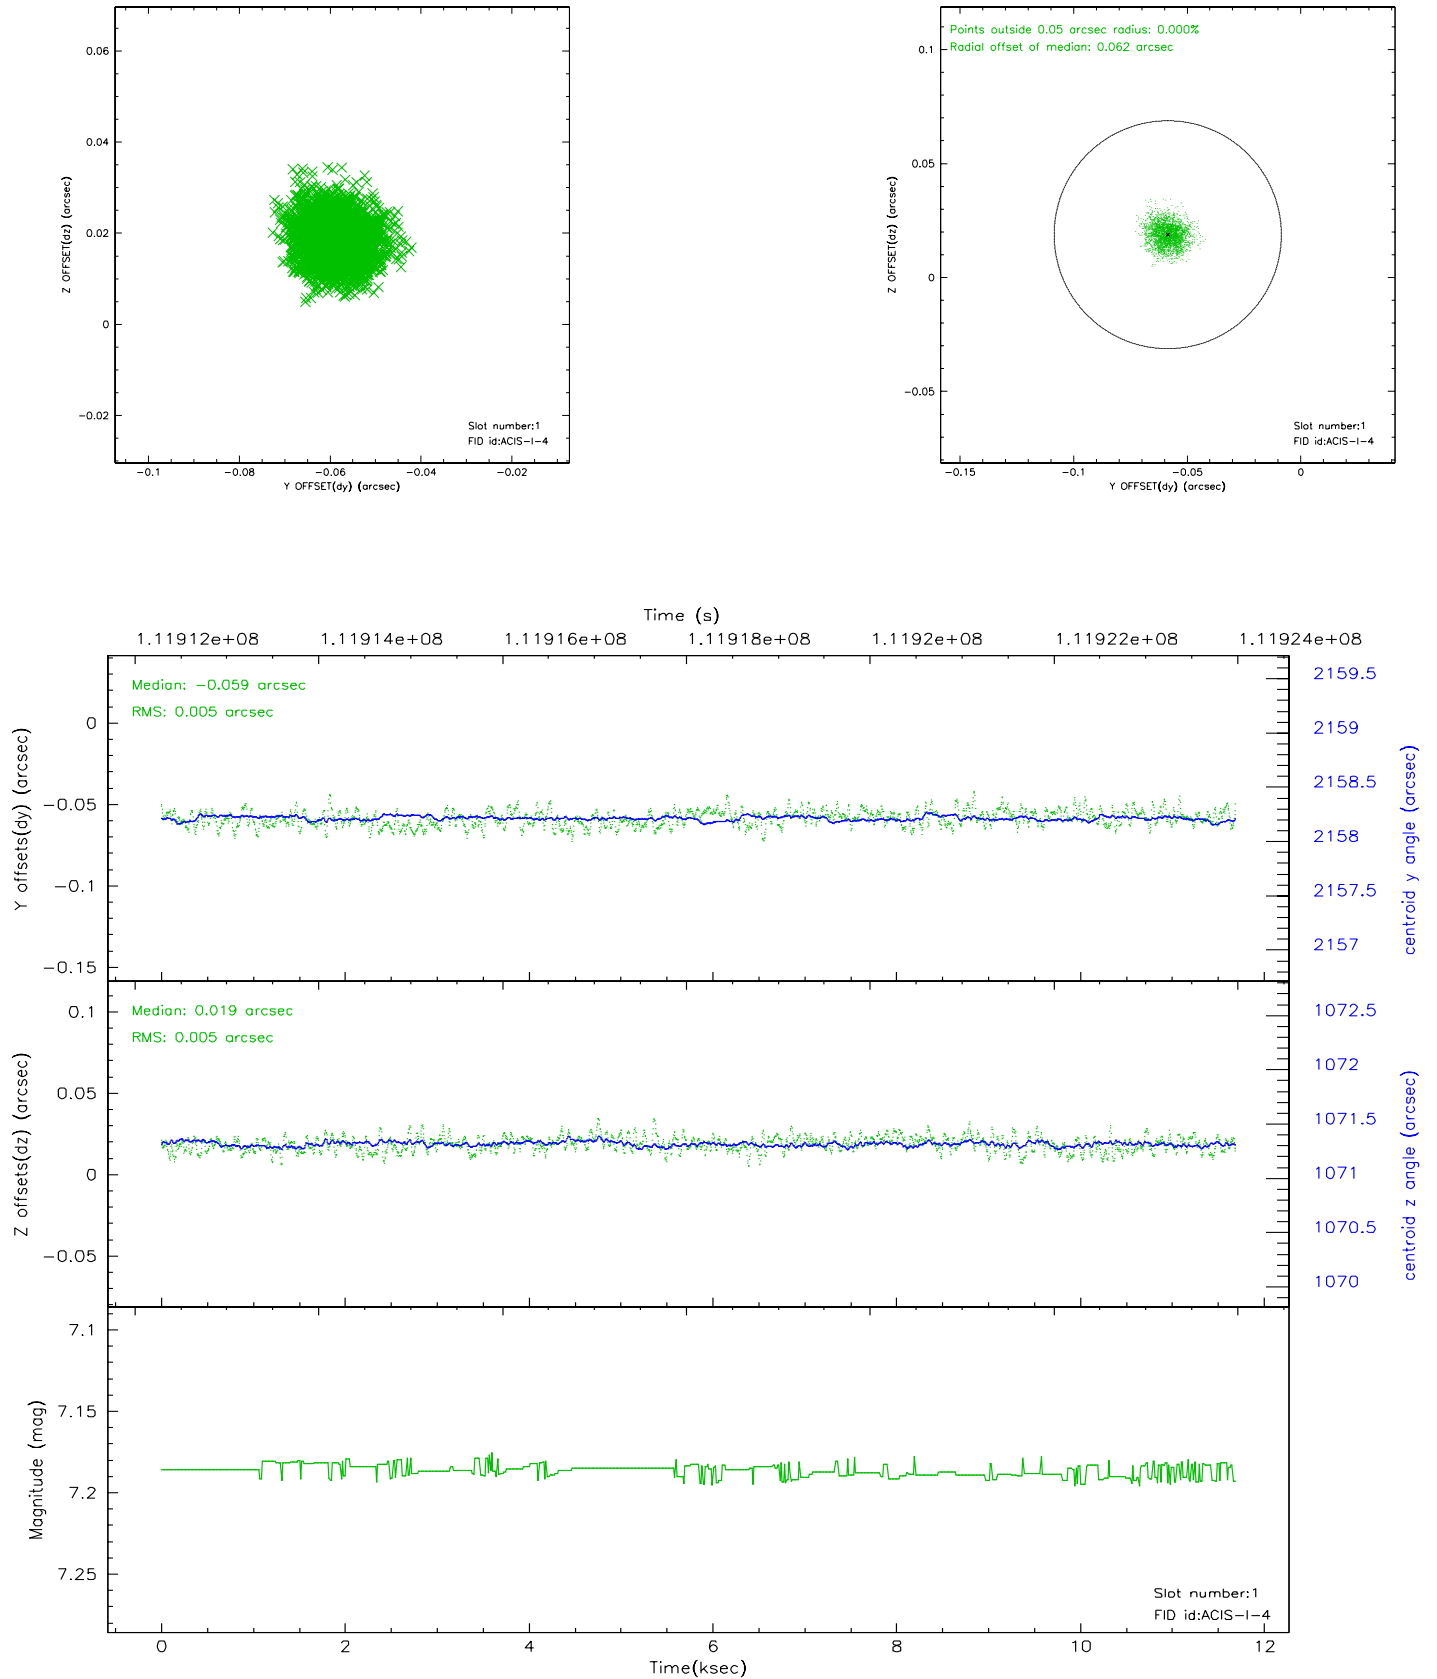 0.06
0.04
0.02
0
−0.02
Z OFFSET(dz) (arcsec)
Slot number:1
FID id:ACIS−I−4
−0.1
−0.08
−0.06
−0.04
−0.02
Y OFFSET(dy) (arcsec)
Points outside 0.05 arcsec radius: 0.000%
Radial offset of median: 0.062 arcsec
0.1
0.05
0
−0.05
Z OFFSET(dz) (arcsec)
Slot number:1
FID id:ACIS−I−4
−0.15
−0.1
−0.05
0
Y OFFSET(dy) (arcsec)
Time (s)
1.11912e+08
1.11914e+08
1.11916e+08
1.11918e+08
1.1192e+08
1.11922e+08
1.11924e+08
Median: −0.059 arcsec
RMS: 0.005 arcsec
0
−0.05
−0.1
−0.15
Y offsets(dy) (arcsec)
2159.5
2159
2158.5
2158
2157.5
2157
centroid y angle (arcsec)
Median: 0.019 arcsec
RMS: 0.005 arcsec
0.1
0.05
0
−0.05
Z offsets(dz) (arcsec)
1072.5
1072
1071.5
1071
1070.5
1070
centroid z angle (arcsec)
7.1
7.15
7.2
7.25
Magnitude (mag)
Slot number:1
FID id:ACIS−I−4
0
2
4
6
8
10
12
Time(ksec)